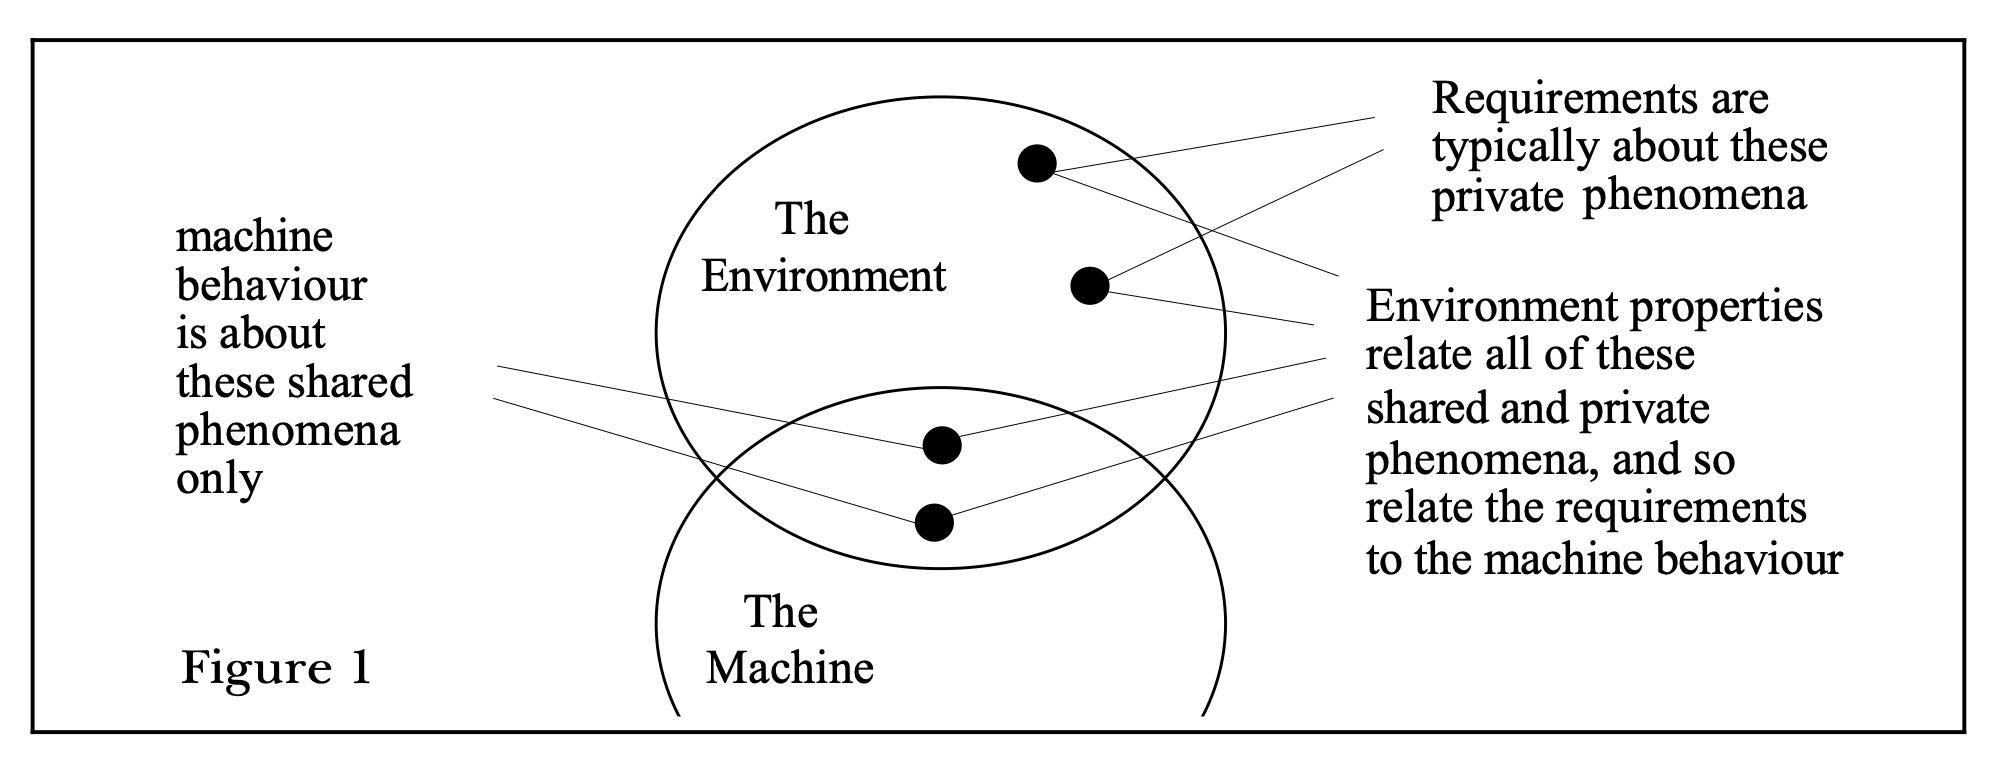 Requirements are
typically about these
private phenomena
The
Environment
machine
behaviour
is about
these shared
phenomena
only
Environment properties
relate all of these
shared and private
phenomena, and so
relate the requirements
to the machine behaviour
The
Machine
Figure 1